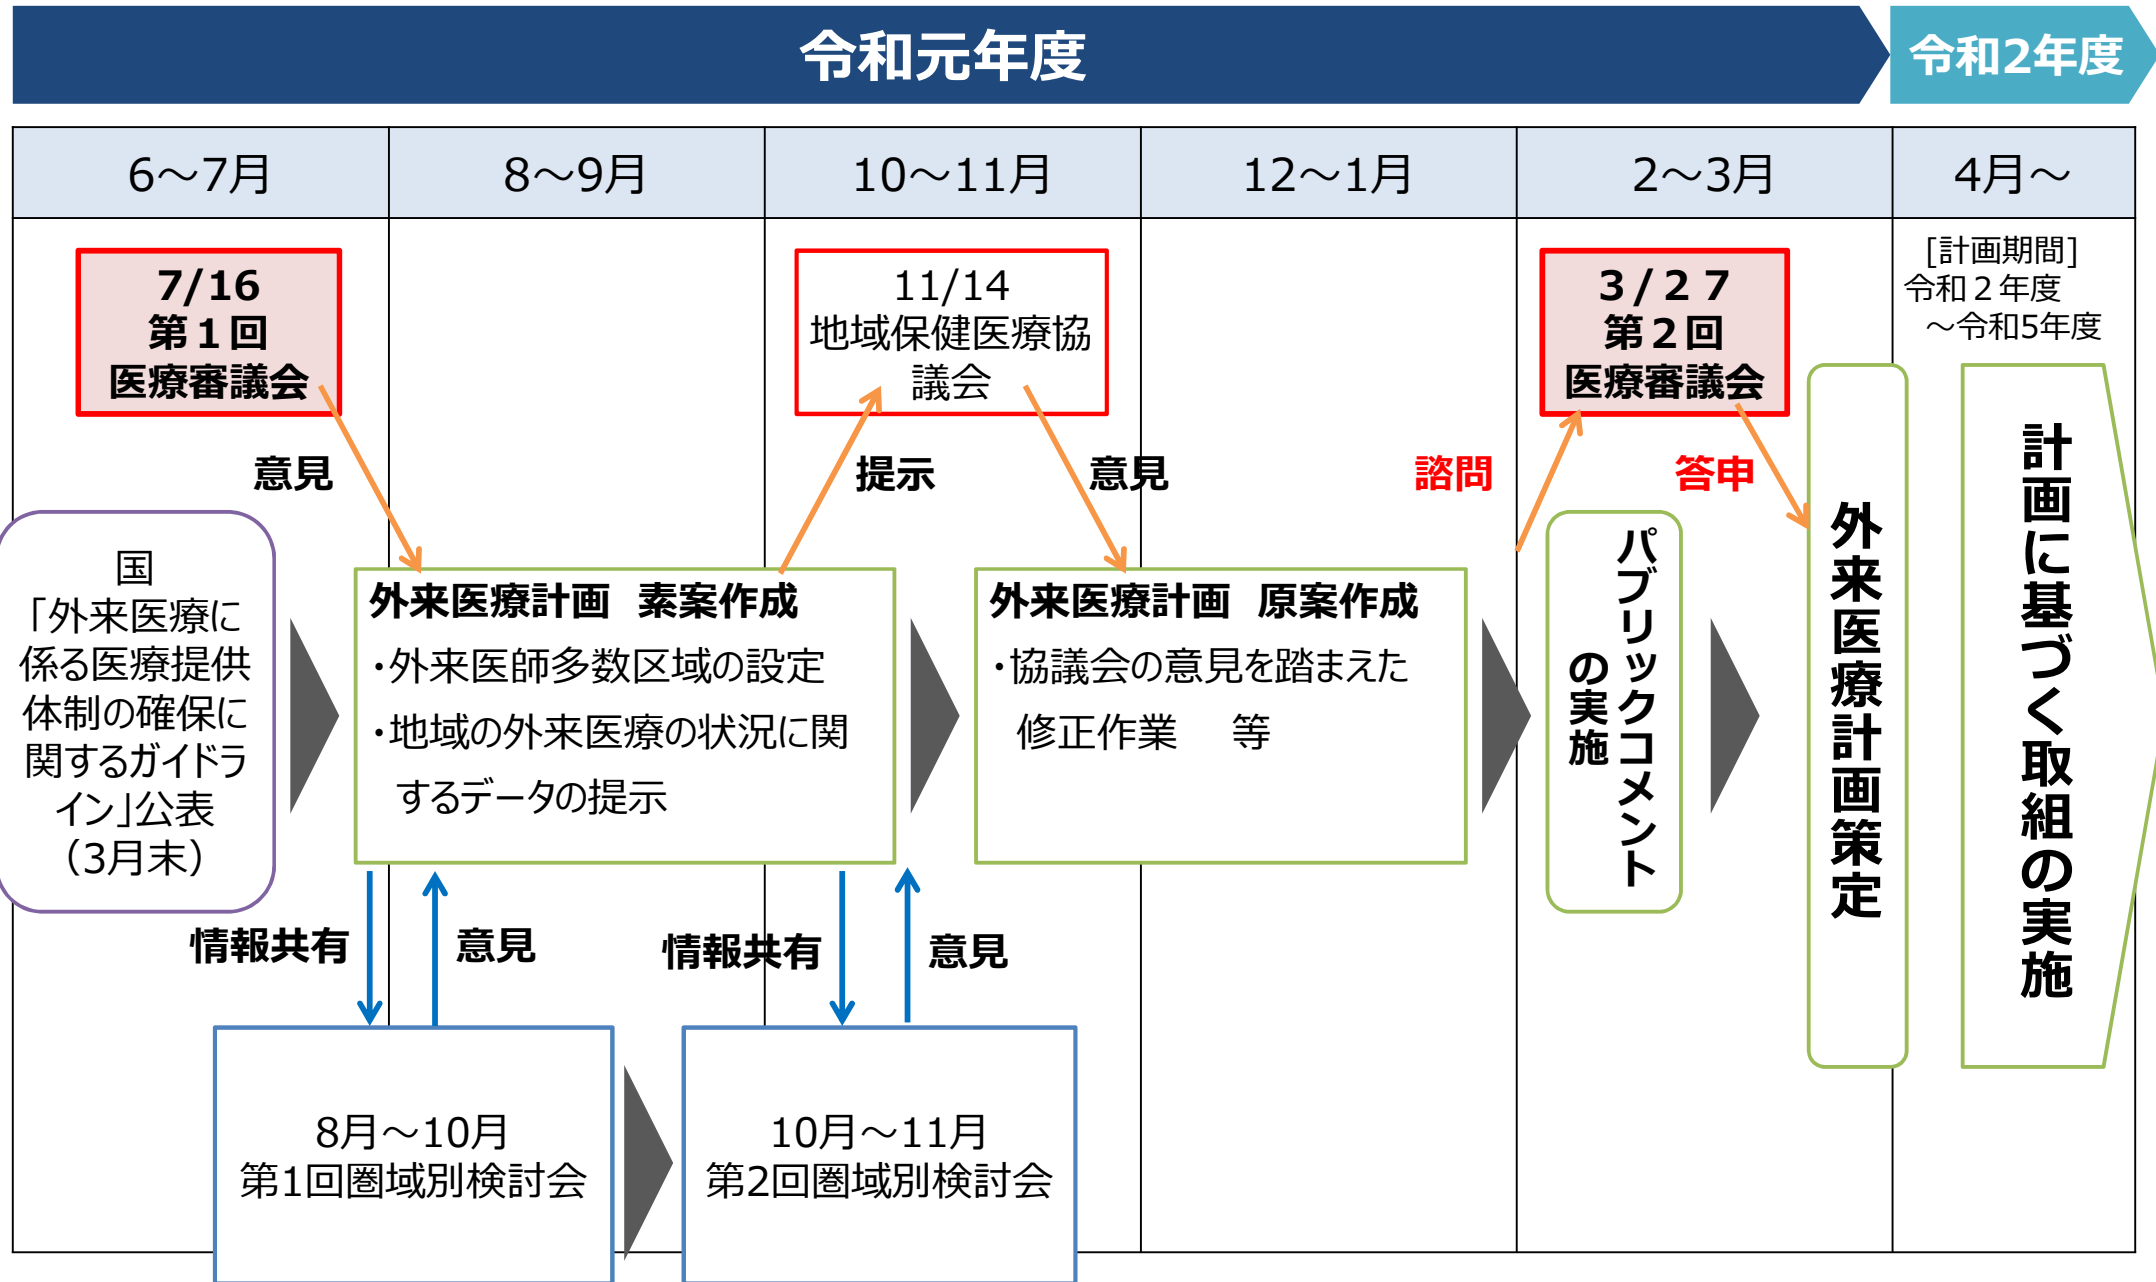 令和元年度
令和2年度
6～7月
8～9月
10～11月
12～1月
2～3月
4月～
7/16
第１回
医療審議会
11/14
地域保健医療協
議会
３/２７
第２回
医療審議会
[計画期間]
令和２年度
～令和5年度
意見
提示
意見
諮問
答申
国
「外来医療に
係る医療提供
体制の確保に
関するガイドラ
イン」公表
（3月末）
外来医療計画　素案作成
・外来医師多数区域の設定
・地域の外来医療の状況に関
するデータの提示
外来医療計画　原案作成
・協議会の意見を踏まえた
修正作業　等
パブリックコメント
の実施
外来医療計画策定
計画に基づく取組の実施
情報共有
意見
情報共有
意見
8月～10月
第1回圏域別検討会
10月～11月
第2回圏域別検討会